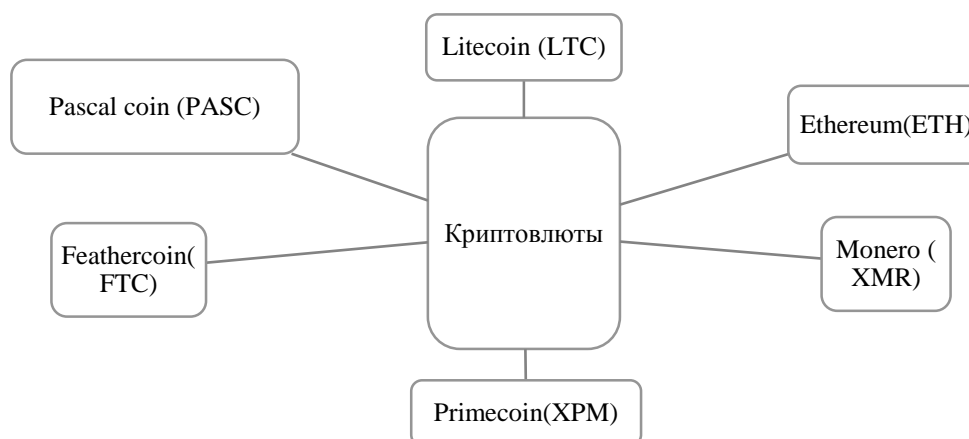 Litecoin (LTC)
Pascal coin (PASC)
Ethereum(ETH)
Криптовлюты
Feathercoin(
FTC)
Monero (
XMR)
Primecoin(XPM)